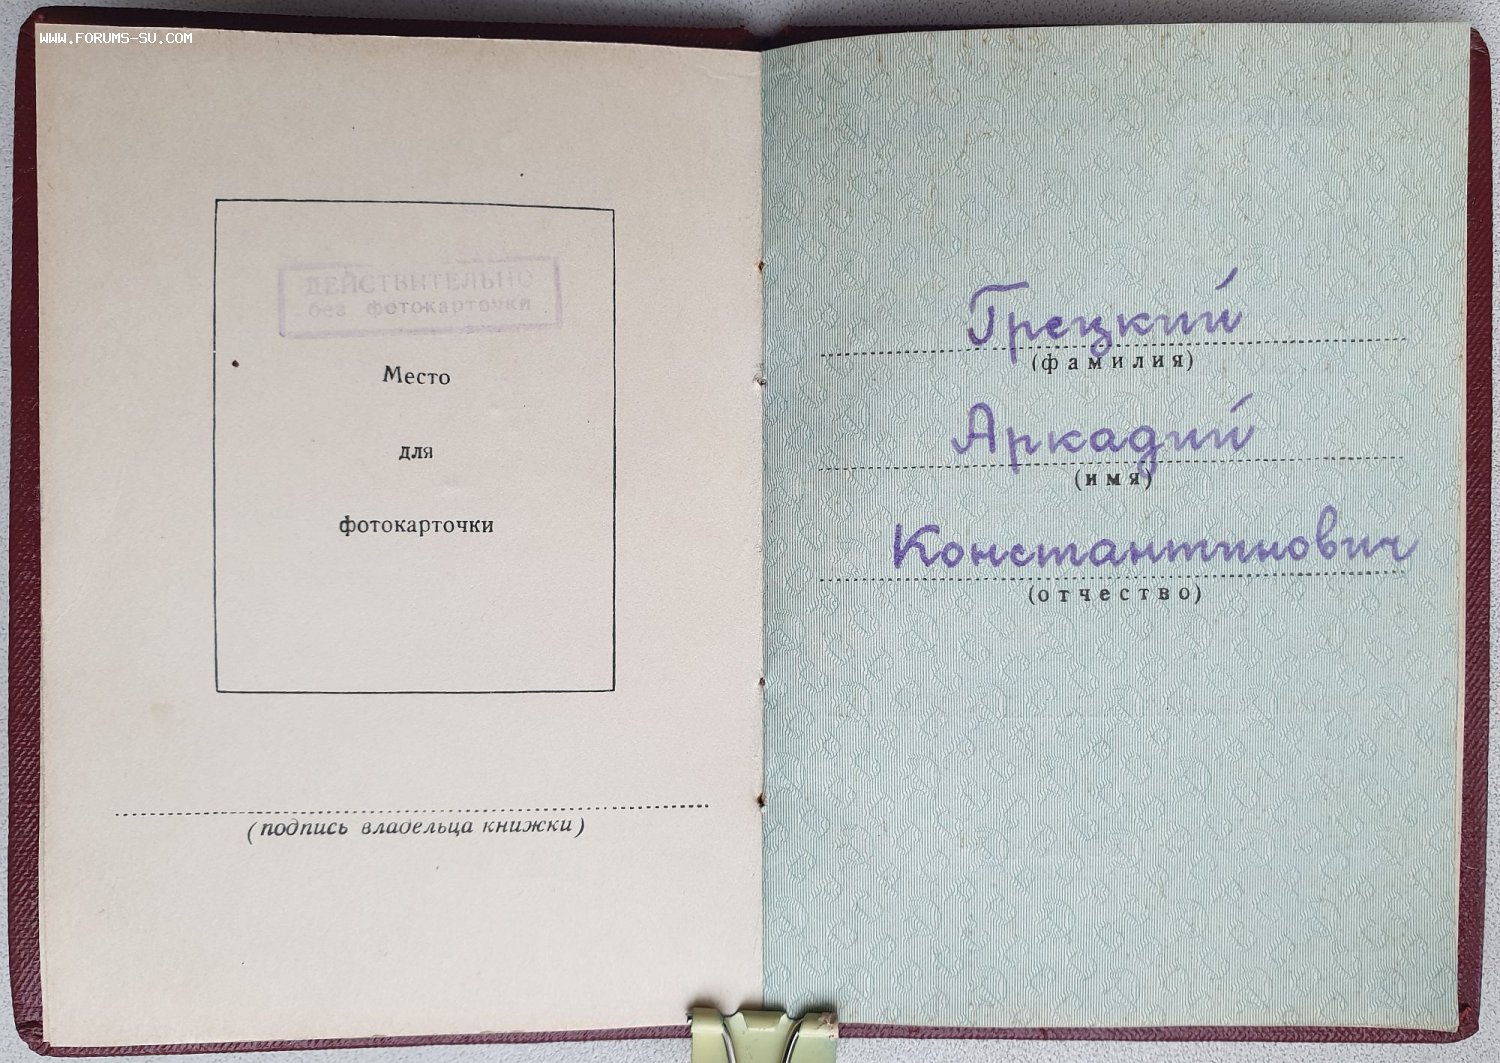 WWW.FORUMS-SU.COM
ДЕЙСТВИТЕЛЬНО
без фотокарточки
Место
для
фотокарточки
(подпись владельца книжки)
Грецкий
(фамилия)
Аркадий
(имя)
Константинович
(отчество)